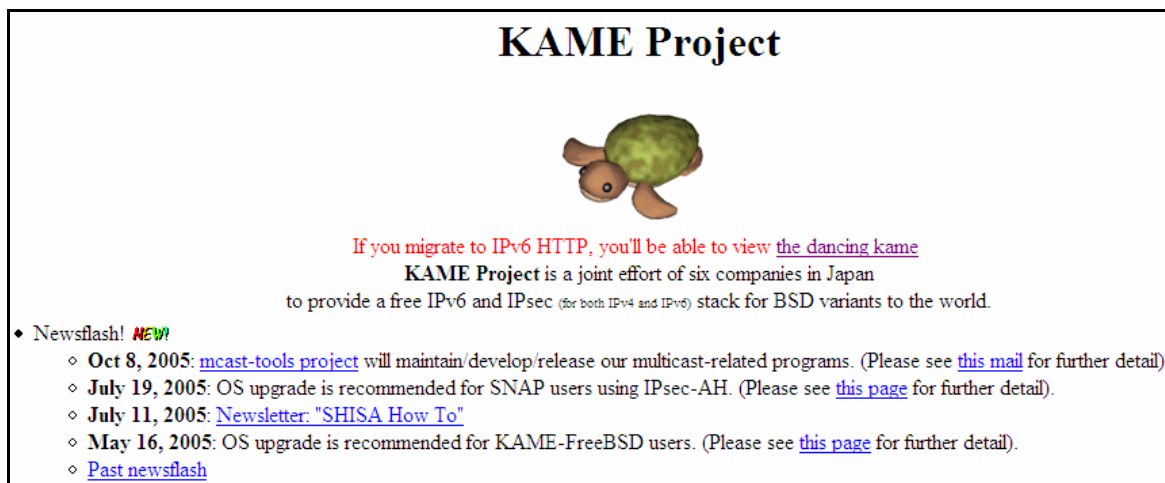 KAME Project
If you migrate to IPv6 HTTP, you'll be able to view the dancing kame
KAME Project is a joint effort of six companies in Japan
to provide a free IPv6 and IPsec (for both IPv4 and IPv6) stack for BSD variants to the world.
Newsflash! NEW!
Oct 8, 2005: mcast-tools project will maintain/develop/release our multicast-related programs. (Please see this mail for further detail)
July 19, 2005: OS upgrade is recommended for SNAP users using IPsec-AH. (Please see this page for further detail).
July 11, 2005: Newsletter: "SHISA How To"
May 16, 2005: OS upgrade is recommended for KAME-FreeBSD users. (Please see this page for further detail).
Past newsflash